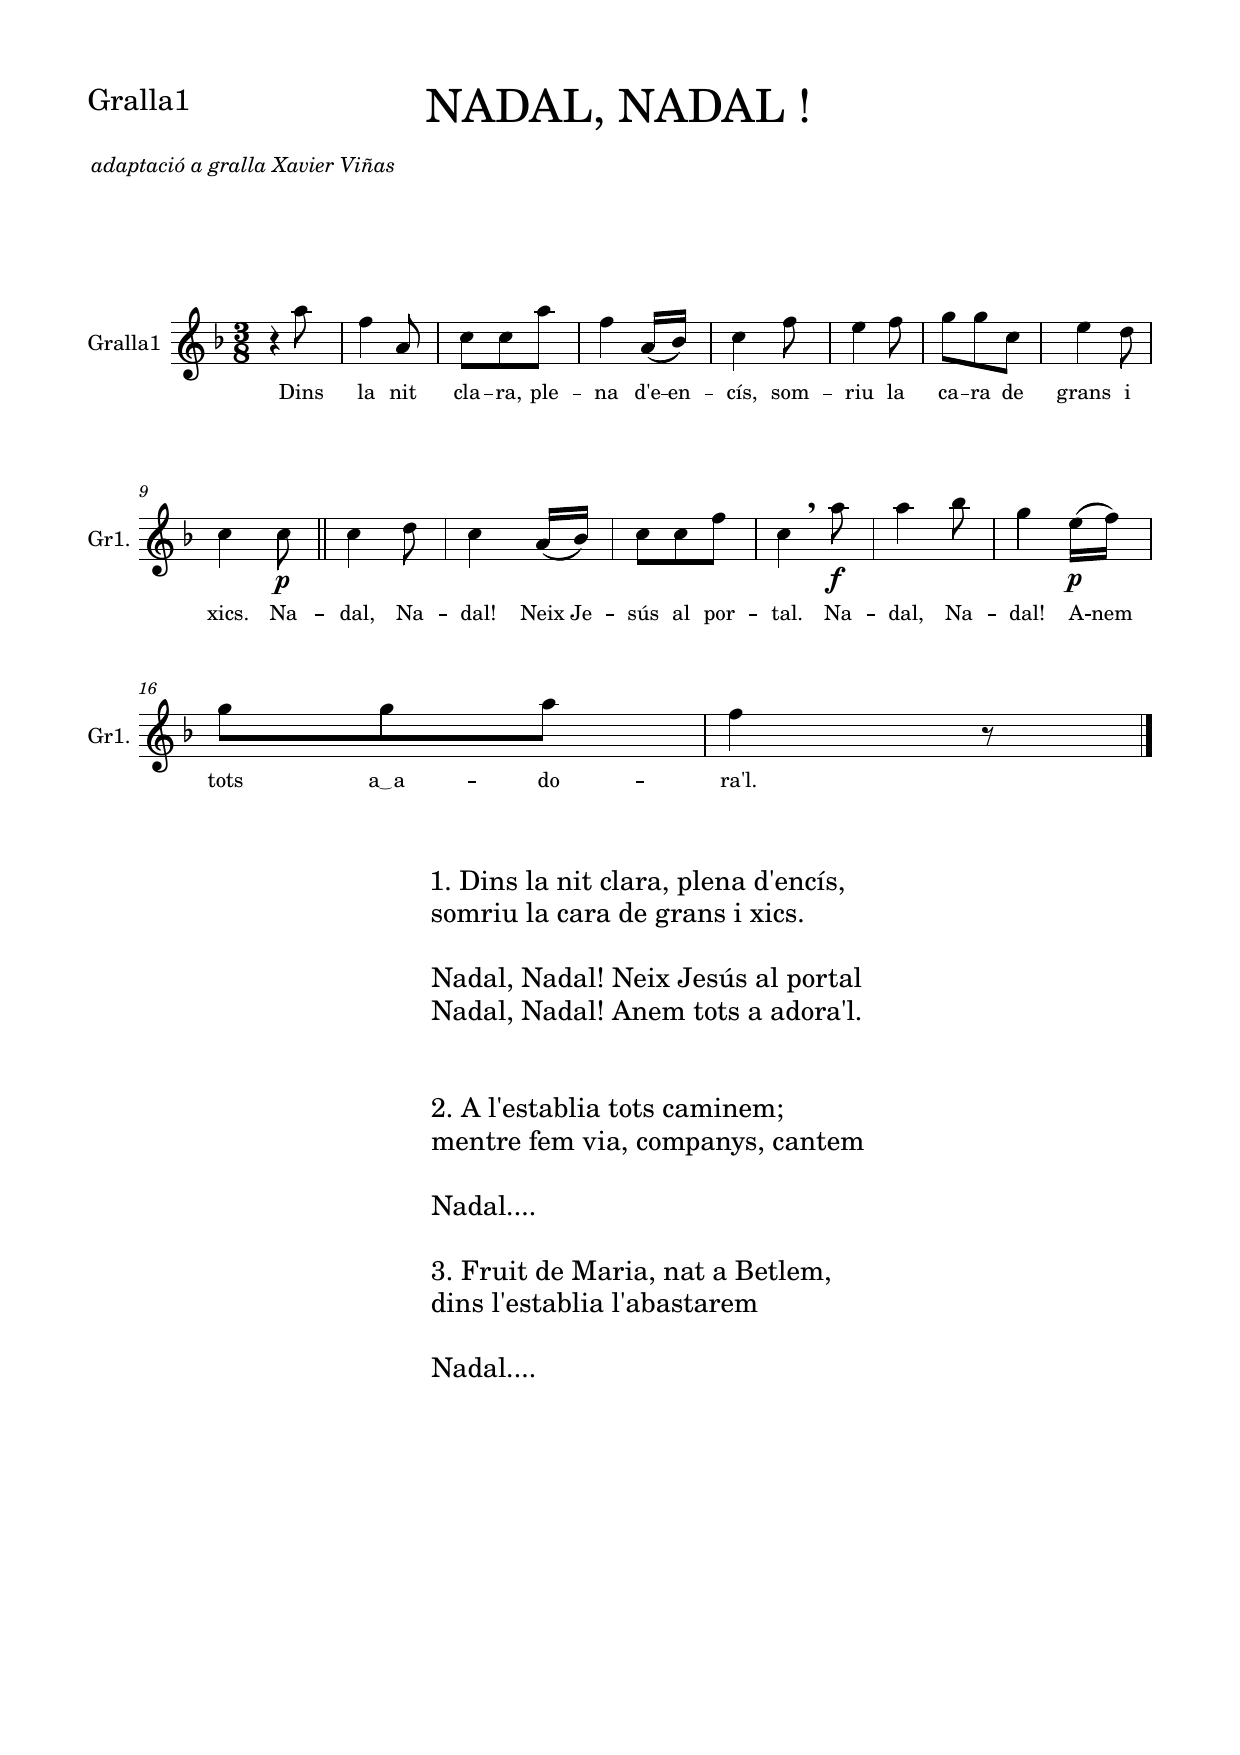 Gralla1
NADAL, NADAL !
adaptació a gralla Xavier Viñas
Gralla1
3
8
Dins la nit cla – ra, ple – na d'e – en – cís, som – riu la ca – ra de grans i
9
Gr1.
p f p
xics. Na – dal, Na – dal! Neix Je – sús al por – tal. Na – dal, Na – dal! A-nem
16
Gr1.
tots a‿a – do – ra'l.
1. Dins la nit clara, plena d'encís,
somriu la cara de grans i xics.
Nadal, Nadal! Neix Jesús al portal
Nadal, Nadal! Anem tots a adora'l.
2. A l'establia tots caminem;
mentre fem via, companys, cantem
Nadal....
3. Fruit de Maria, nat a Betlem,
dins l'establia l'abastarem
Nadal....